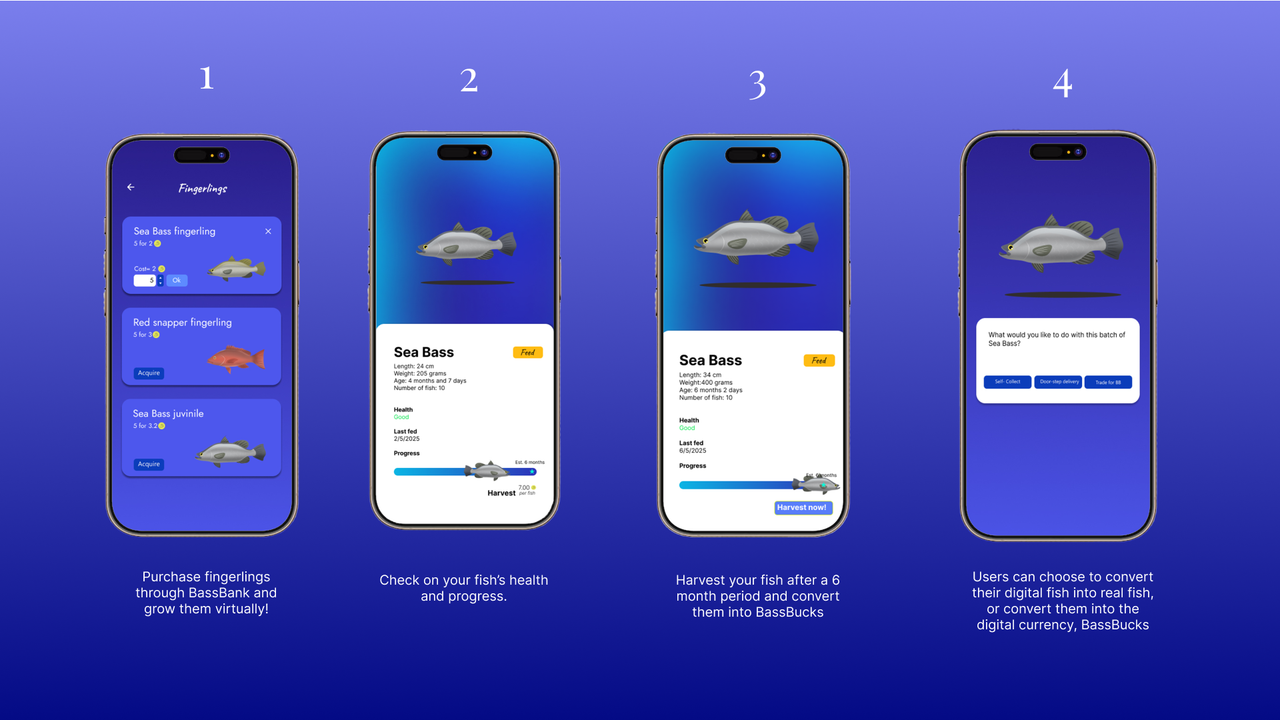 1
Fingerlings
Sea Bass fingerling
5 for 2
Cost= 2
5
Ok
Red snapper fingerling
5 for 3
Acquire
Sea Bass juvinile
5 for 3.2
Acquire
Purchase fingerlings
through BassBank and
grow them virtually!
2
Sea Bass
Feed
Length: 24 cm
Weight: 205 grams
Age: 4 months and 7 days
Number of fish: 10
Health
Good
Last fed
2/5/2025
Progress
Est. 6 months
Harvest
7.00
per fish
Check on your fish's health
and progress.
3
Sea Bass
Feed
Length: 34 cm
Weight:400 grams
Age: 6 months 2 days
Number of fish: 10
Health
Good
Last fed
6/5/2025
Progress
Est. 6months
Harvest now!
Harvest your fish after a 6
month period and convert
them into BassBucks
4
What would you like to do with this batch of
Sea Bass?
Self- Collect
Door-step delivery
Trade for BB
Users can choose to convert
their digital fish into real fish,
or convert them into the
digital currency, BassBucks